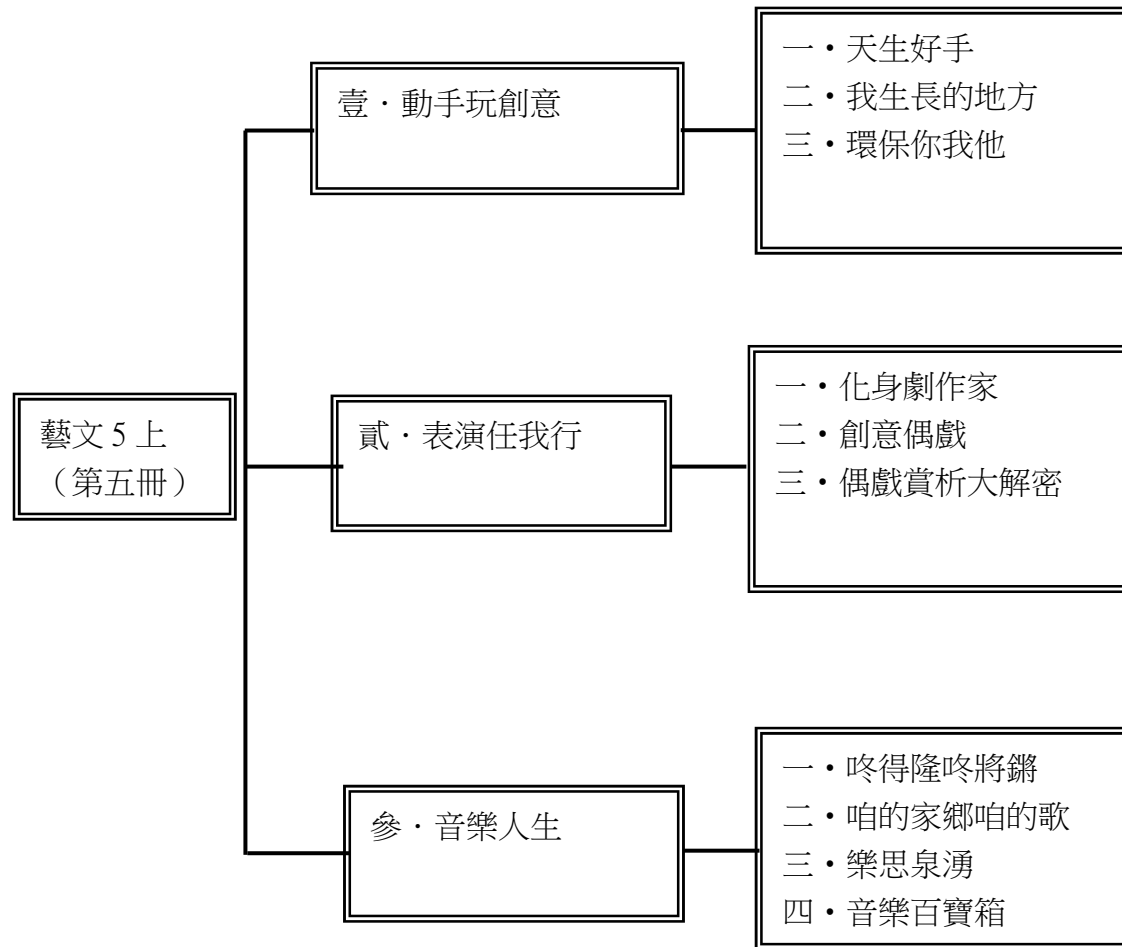 壹．動手玩創意
一・天生好手
二・我生長的地方
三・環保你我他
藝文 5 上
（第五冊）
貳．表演任我行
一・化身劇作家
二・創意偶戲
三・偶戲賞析大解密
參．音樂人生
一・咚得隆咚將鏘
二・咱的家鄉咱的歌
三・樂思泉湧
四・音樂百寶箱